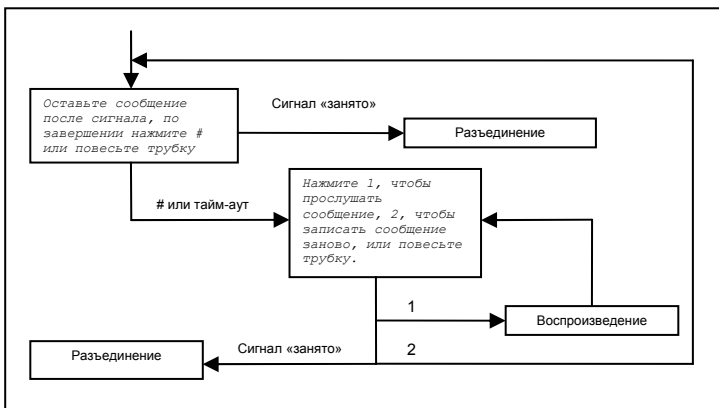 Оставьте сообщение
после сигнала, по
завершении нажмите #
или повесьте трубку
Сигнал «занято»
Разъединение
# или тайм-аут
Нажмите 1, чтобы
прослушать
сообщение, 2, чтобы
записать сообщение
заново, или повесьте
трубку.
1
Воспроизведение
2
Сигнал «занято»
Разъединение